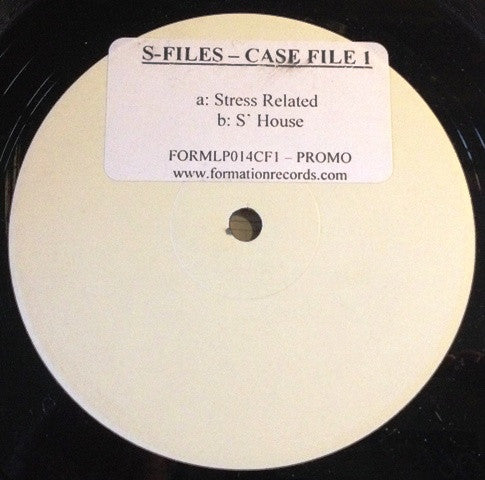 S-FILES – CASE FILE 1
a: Stress Related
b: S` House
FORMLP014CF1 – PROMO
www.formationrecords.com